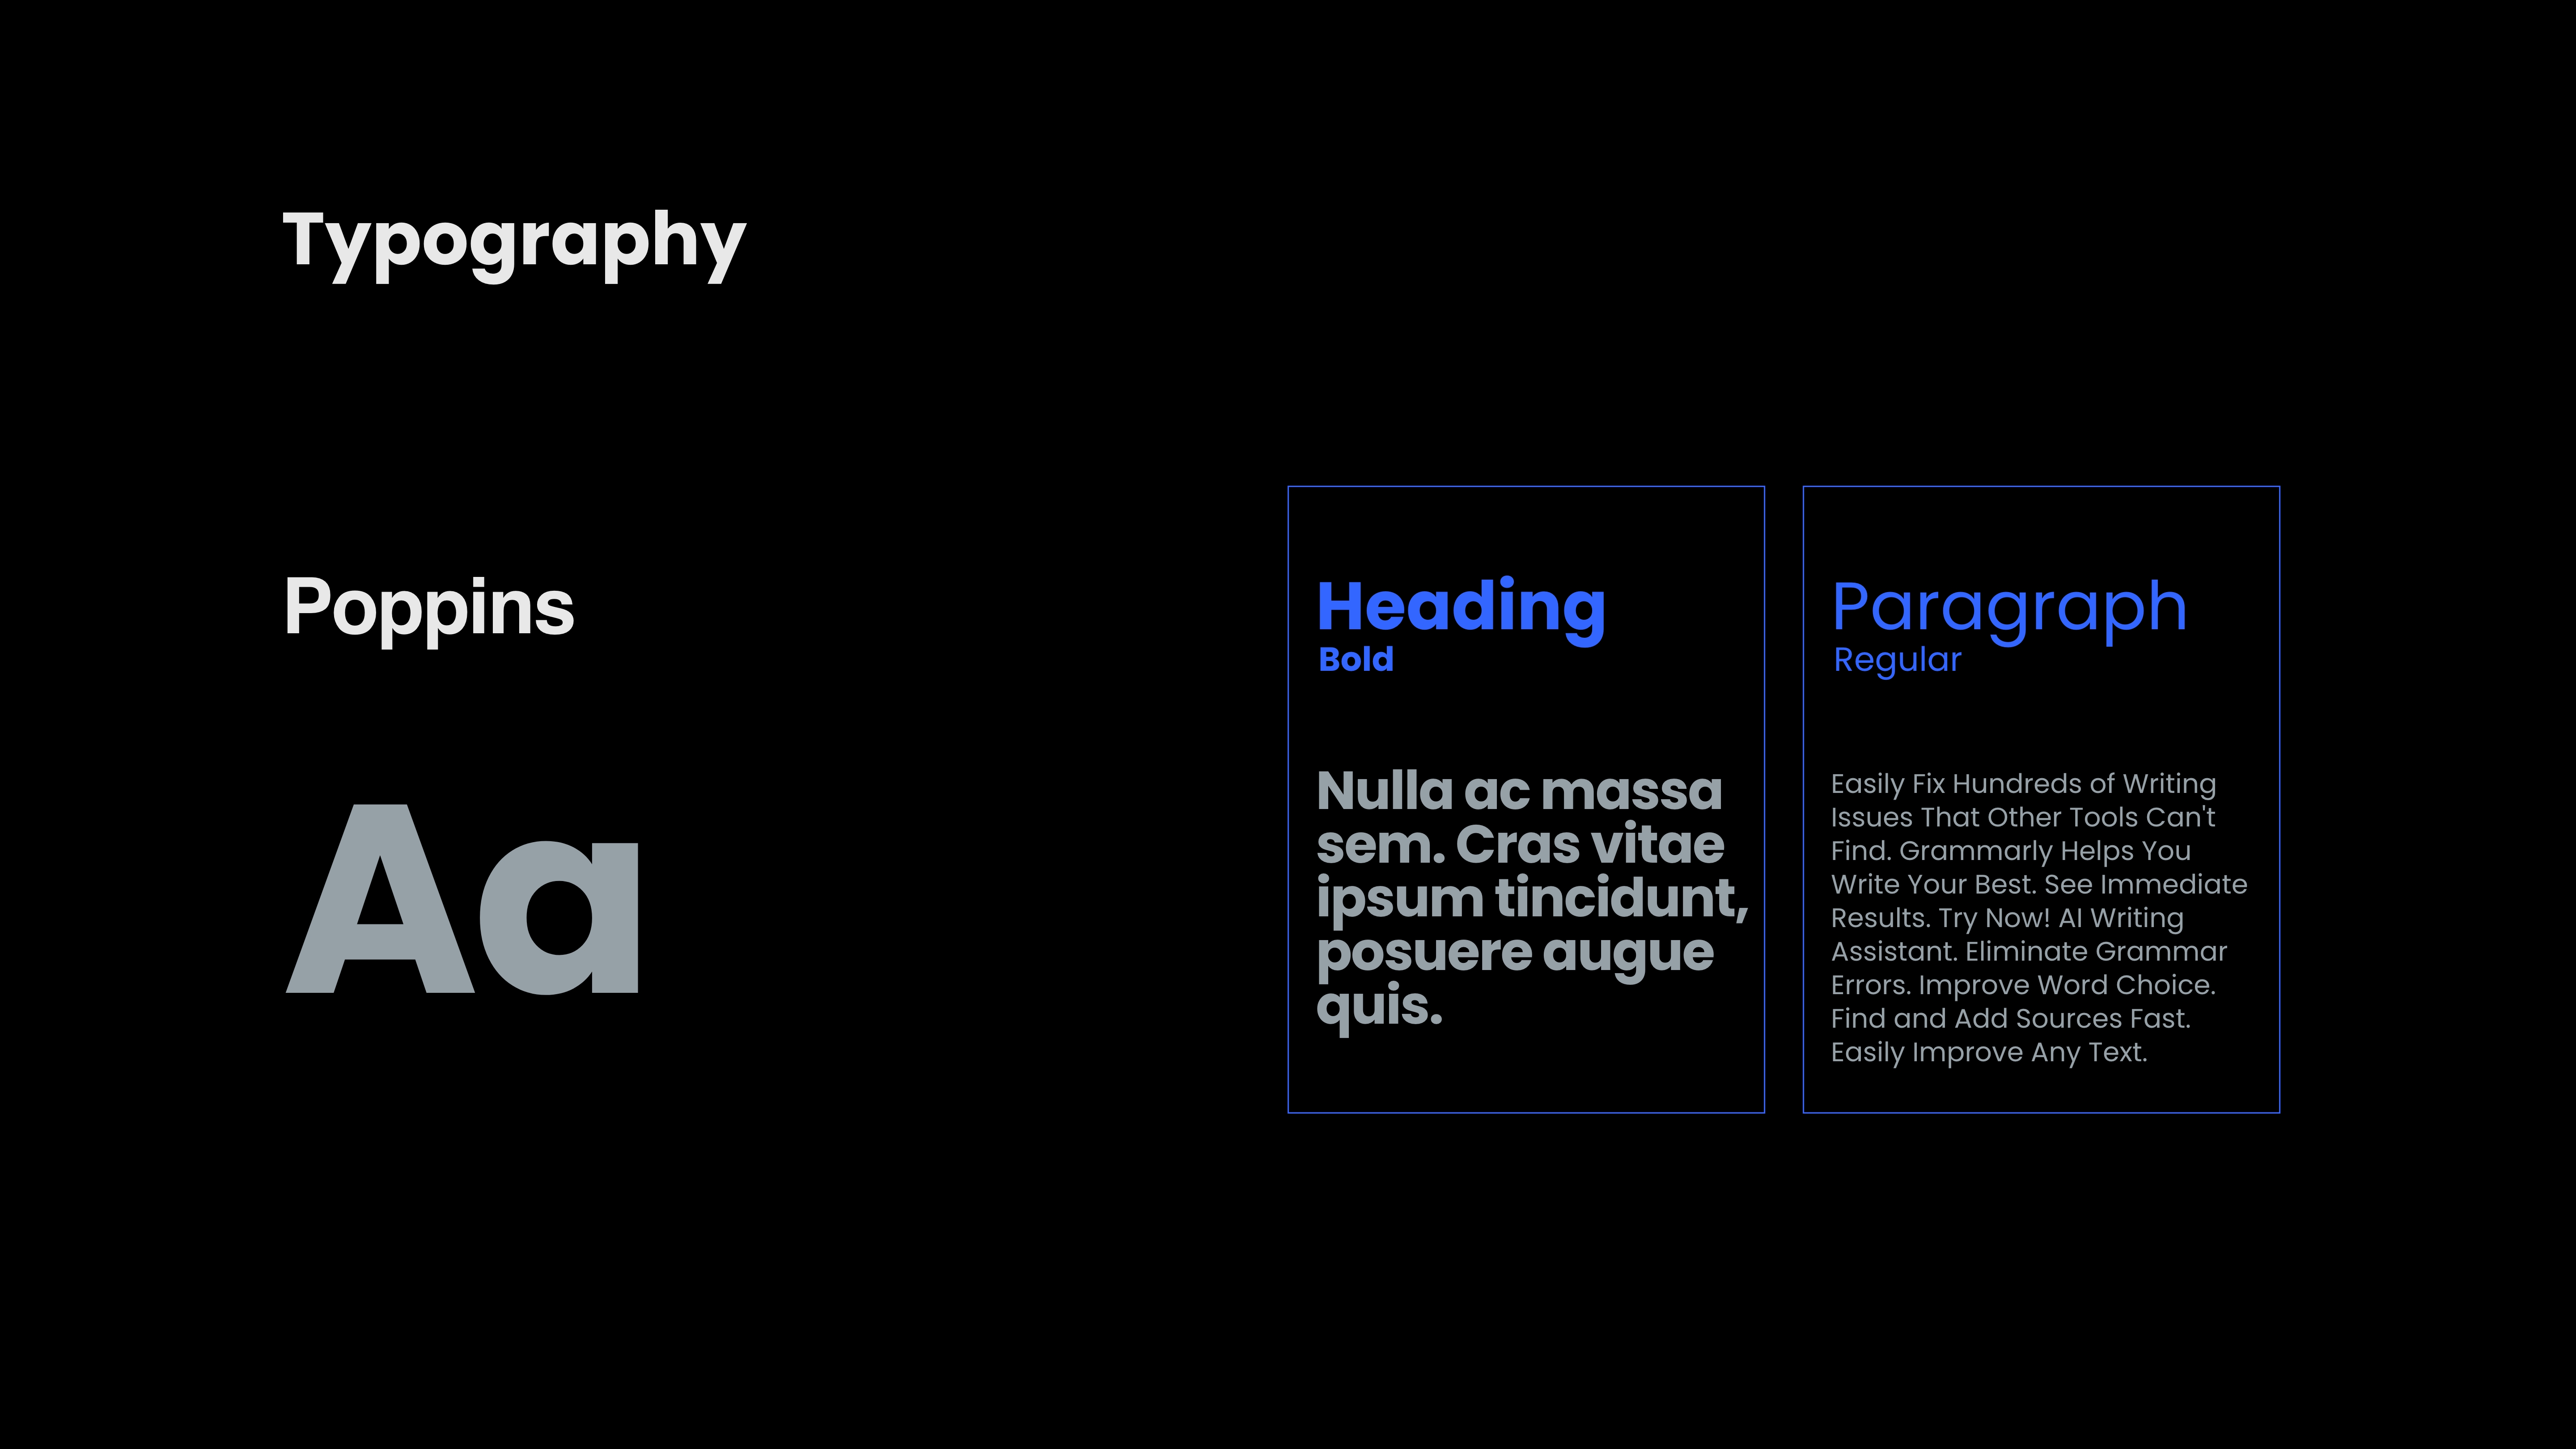 Typography
Poppins
Aa
Heading
Bold
Nulla ac massa
sem. Cras vitae
ipsum tincidunt,
posuere augue
quis.
Paragraph
Regular
Easily Fix Hundreds of Writing
Issues That Other Tools Can't
Find. Grammarly Helps You
Write Your Best. See Immediate
Results. Try Now! AI Writing
Assistant. Eliminate Grammar
Errors. Improve Word Choice.
Find and Add Sources Fast.
Easily Improve Any Text.